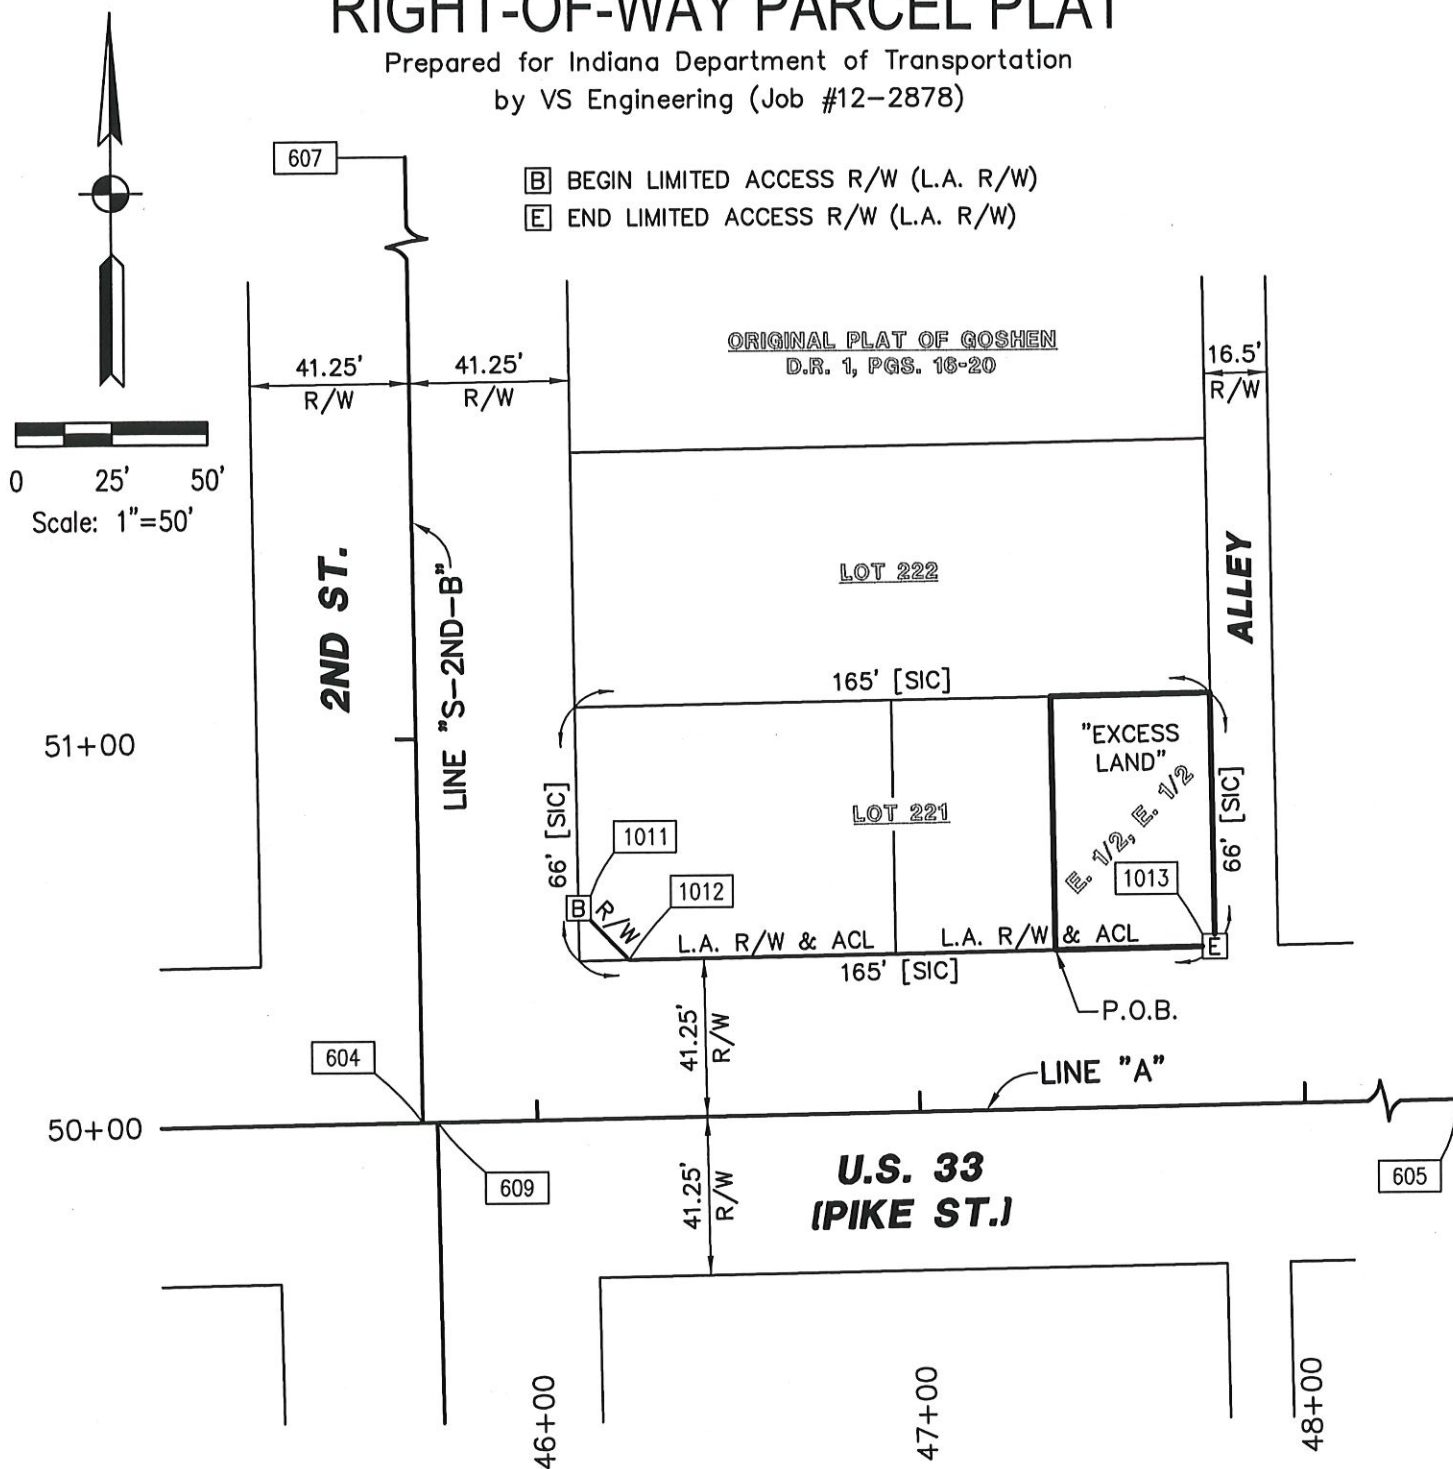 RIGHT-OF-WAY PARCEL PLAT
Prepared for Indiana Department of Transportation
by VS Engineering (Job #12-2878)
607
B BEGIN LIMITED ACCESS R/W (L.A. R/W)
E END LIMITED ACCESS R/W (L.A. R/W)
ORIGINAL PLAT OF GOSHEN
D.R. 1, PGS. 16-20
41.25'
R/W
41.25'
R/W
16.5'
R/W
0 25' 50'
Scale: 1"=50'
2ND ST.
LINE "S-2ND-B"
LOT 222
ALLEY
165' [SIC]
51+00
"EXCESS
LAND"
E. 1/2, E. 1/2
66' [SIC]
66' [SIC]
LOT 221
1011
1012
1013
B
R/W
L.A. R/W & ACL
L.A. R/W & ACL
E
165' [SIC]
P.O.B.
41.25'
R/W
604
LINE "A"
50+00
609
41.25'
R/W
U.S. 33
(PIKE ST.)
605
46+00
47+00
48+00